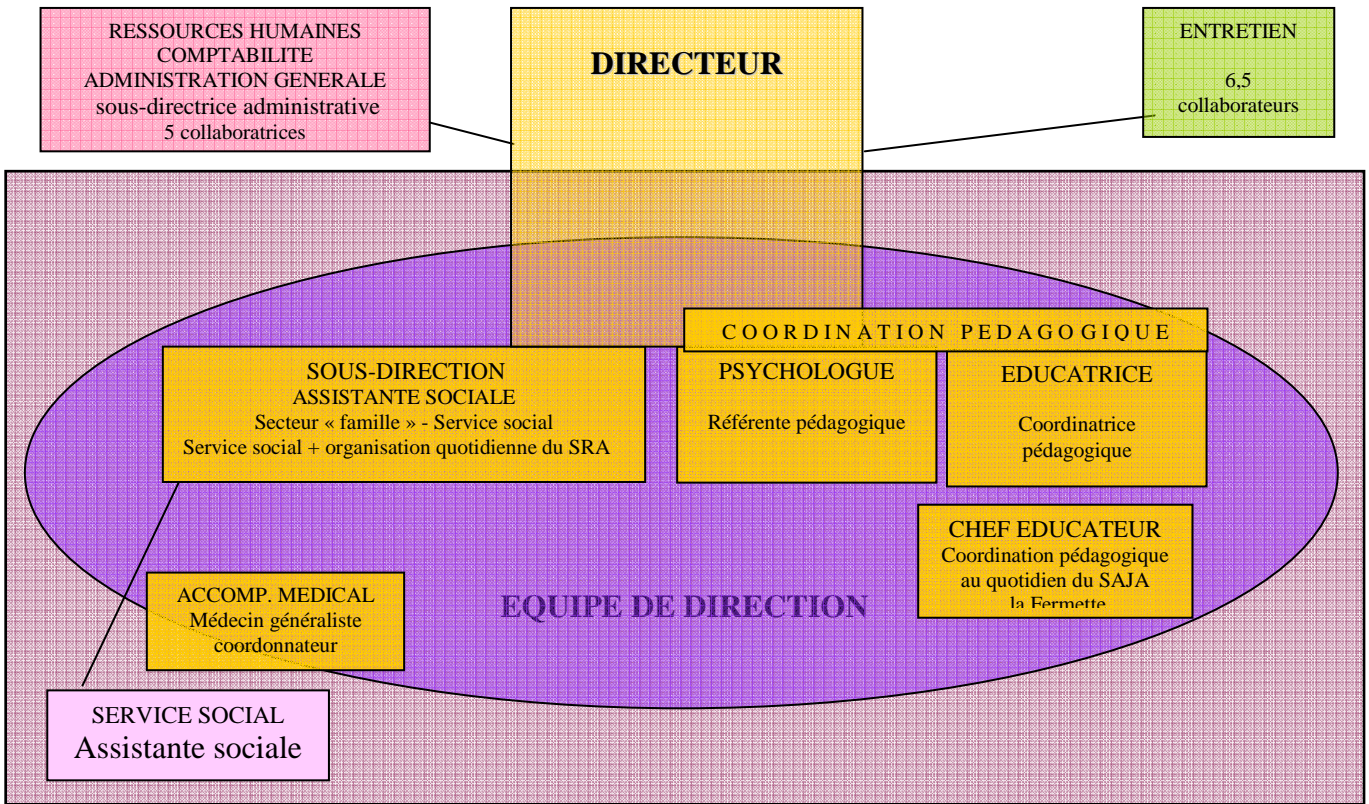 RESSOURCES HUMAINES
COMPTABILITE
ADMINISTRATION GENERALE
sous-directrice administrative
5 collaboratrices
DIRECTEUR
ENTRETIEN
6,5
collaborateurs
COORDINATION PEDAGOGIQUE
SOUS-DIRECTION
ASSISTANTE SOCIALE
Secteur « famille » - Service social
Service social + organisation quotidienne du SRA
PSYCHOLOGUE
Référente pédagogique
EDUCATRICE
Coordinatrice
pédagogique
CHEF EDUCATEUR
Coordination pédagogique
au quotidien du SAJA
la Fermette
ACCOMP. MEDICAL
Médecin généraliste
coordonnateur
EQUIPE DE DIRECTION
SERVICE SOCIAL
Assistante sociale